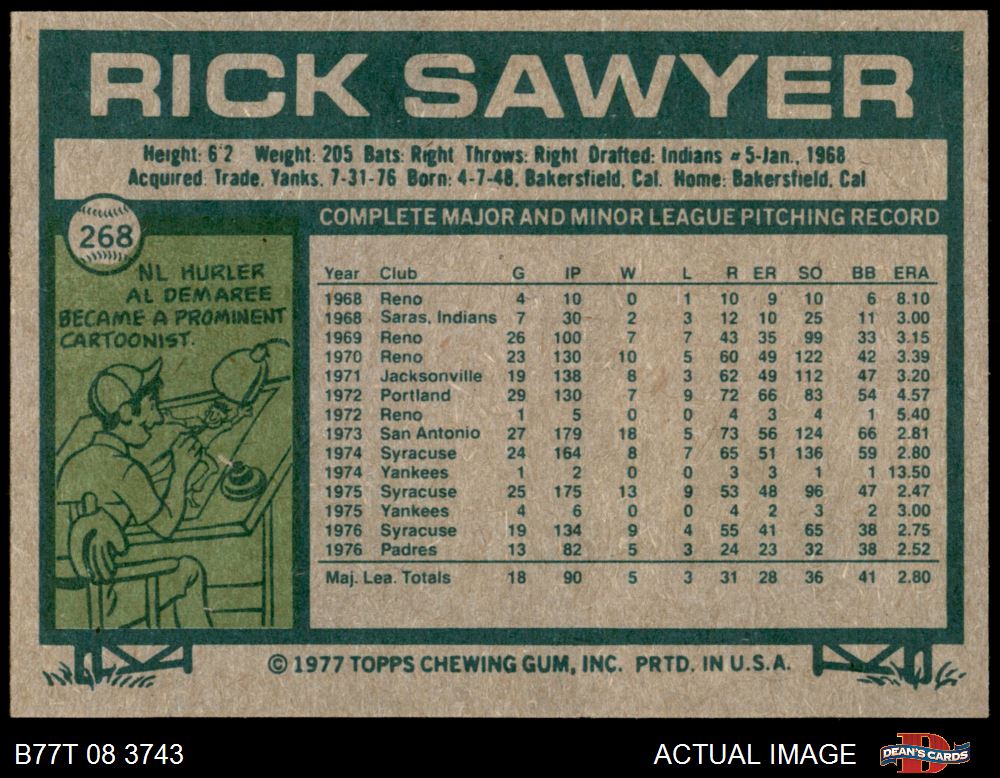 RICK SAWYER
Height: 6'2 Weight: 205 Bats: Right Throws: Right Drafted: Indians #5-Jan., 1968
Acquired: Trade, Yanks, 7-31-76 Born: 4-7-48, Bakersfield, Cal. Home: Bakersfield, Cal
268
NL HURLER
AL DEMAREE
BECAME A PROMINENT
CARTOONIST.
COMPLETE MAJOR AND MINOR LEAGUE PITCHING RECORD
Year Club G IP W L R ER SO BB ERA
1968 Reno 4 10 0 1 10 9 10 6 8.10
1968 Saras. Indians 7 30 2 3 12 10 25 11 3.00
1969 Reno 26 100 7 7 43 35 99 33 3.15
1970 Reno 23 130 10 5 60 49 122 42 3.39
1971 Jacksonville 19 138 8 3 62 49 112 47 3.20
1972 Portland 29 130 7 9 72 66 83 54 4.57
1972 Reno 1 5 0 0 4 3 4 1 5.40
1973 San Antonio 27 179 18 5 73 56 124 66 2.81
1974 Syracuse 24 164 8 7 65 51 136 59 2.80
1974 Yankees 1 2 0 0 3 3 1 1 13.50
1975 Syracuse 25 175 13 9 53 48 96 47 2.47
1975 Yankees 4 6 0 0 4 2 3 2 3.00
1976 Syracuse 19 134 9 4 55 41 65 38 2.75
1976 Padres 13 82 5 3 24 23 32 38 2.52
Maj. Lea. Totals 18 90 5 3 31 28 36 41 2.80
© 1977 TOPPS CHEWING GUM, INC. PRTD. IN U.S.A.
B77T 08 3743 ACTUAL IMAGE DEAN'S CARDS